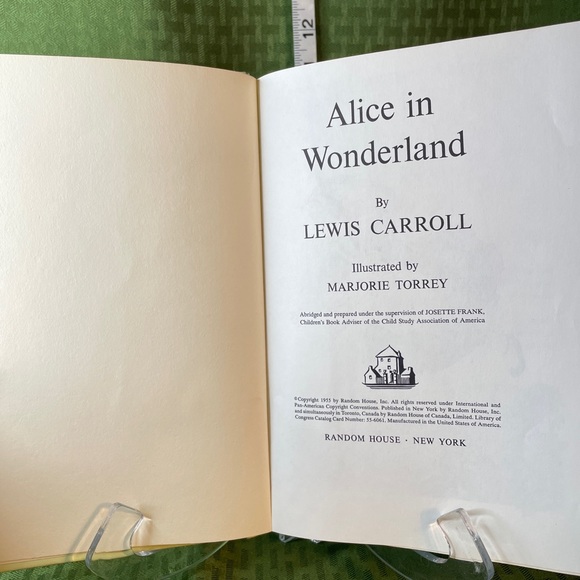 12
Alice in
Wonderland
By
LEWIS CARROLL
Illustrated by
MARJORIE TORREY
Abridged and prepared under the supervision of JOSETTE FRANK,
Children's Book Adviser of the Child Study Association of America
© Copyright 1955 by Random House, Inc. All rights reserved under International and
Pan-American Copyright Conventions. Published in New York by Random House, Inc.
and simultaneously in Toronto, Canada by Random House of Canada, Limited. Library of
Congress Catalog Card Number: 55-6061. Manufactured in the United States of America.
RANDOM HOUSE · NEW YORK